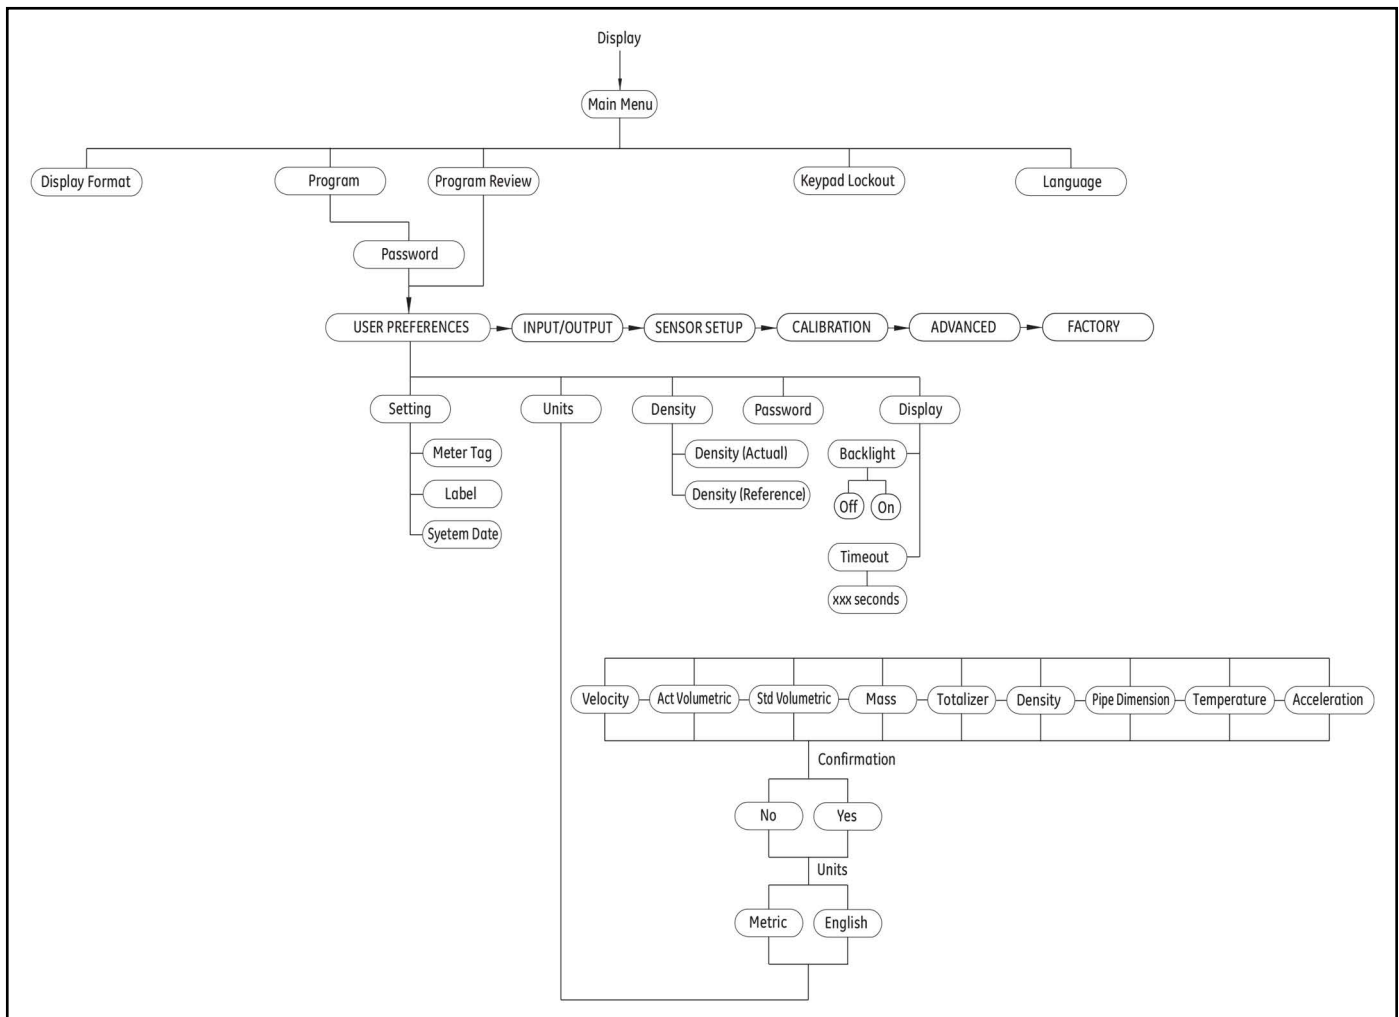 Display
Main Menu
Display Format
Program
Program Review
Keypad Lockout
Language
Password
USER PREFERENCES
INPUT/OUTPUT
SENSOR SETUP
CALIBRATION
ADVANCED
FACTORY
Setting
Units
Density
Password
Display
Meter Tag
Density (Actual)
Backlight
Label
Density (Reference)
Off
On
Syetem Date
Timeout
xxx seconds
Velocity
Act Volumetric
Std Volumetric
Mass
Totalizer
Density
Pipe Dimension
Temperature
Acceleration
Confirmation
No
Yes
Units
Metric
English